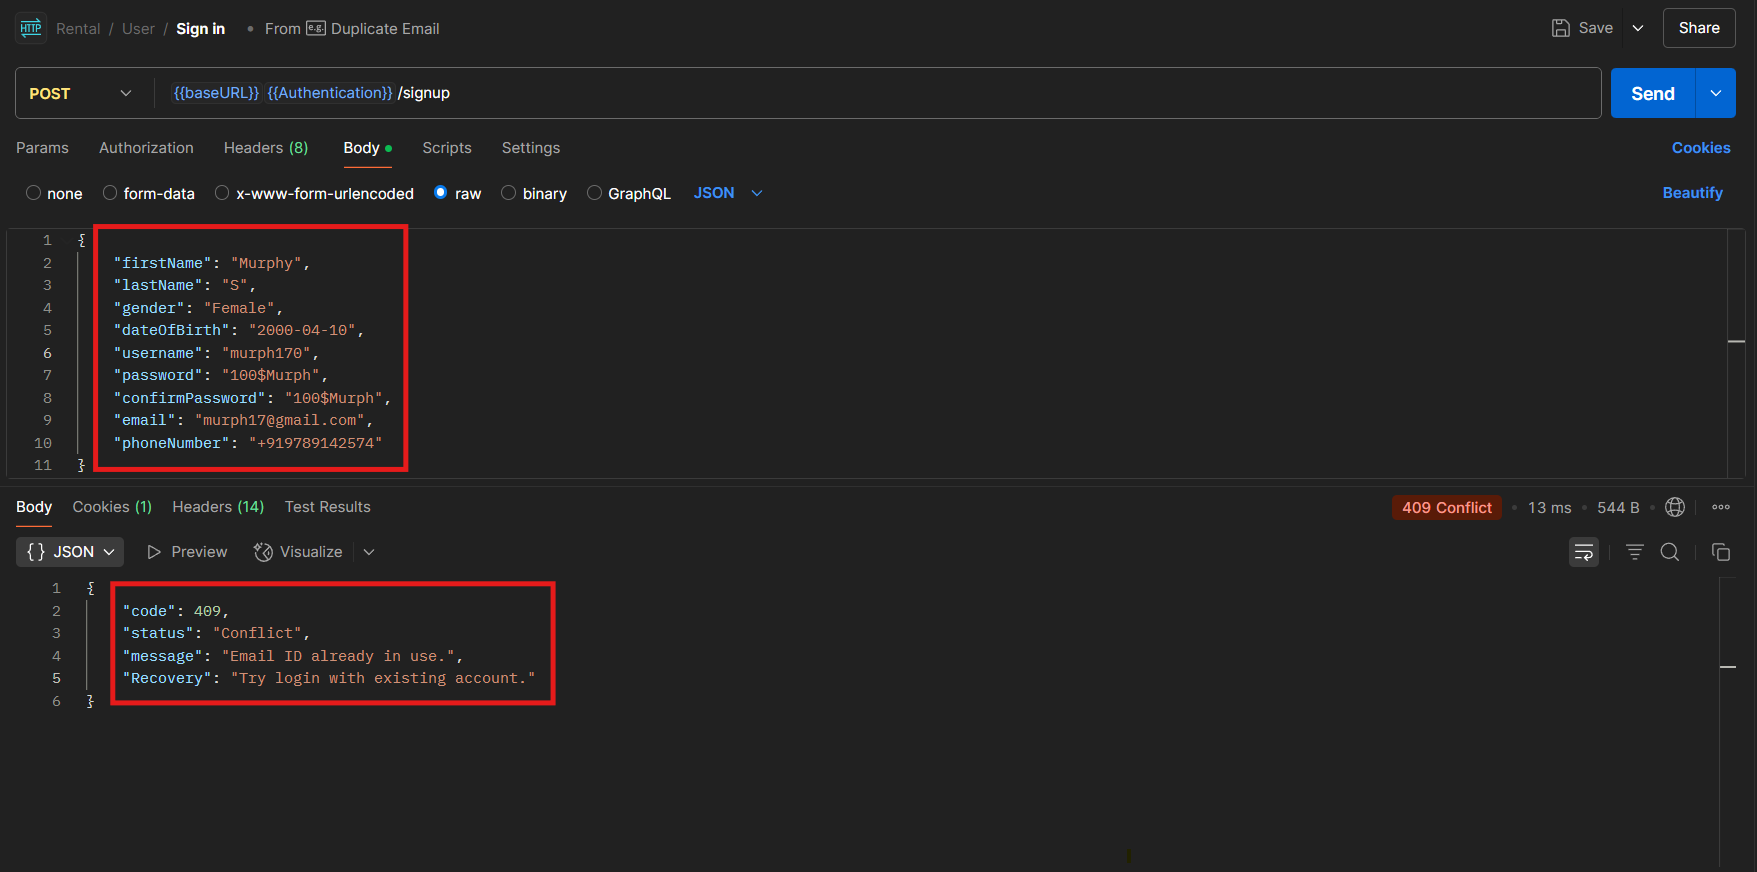 HTTP Rental / User / Sign in • From e.g. Duplicate Email Save Share
POST {{baseURL}} {{Authentication}} /signup Send
Params Authorization Headers (8) Body Scripts Settings Cookies
none form-data x-www-form-urlencoded raw binary GraphQL JSON Beautify
1 {
2 "firstName": "Murphy",
3 "lastName": "S",
4 "gender": "Female",
5 "dateOfBirth": "2000-04-10",
6 "username": "murph170",
7 "password": "100$Murph",
8 "confirmPassword": "100$Murph",
9 "email": "murph17@gmail.com",
10 "phoneNumber": "+919789142574"
11 }
Body Cookies (1) Headers (14) Test Results 409 Conflict • 13 ms • 544 B
{} JSON Preview Visualize
1 {
2 "code": 409,
3 "status": "Conflict",
4 "message": "Email ID already in use.",
5 "Recovery": "Try login with existing account."
6 }